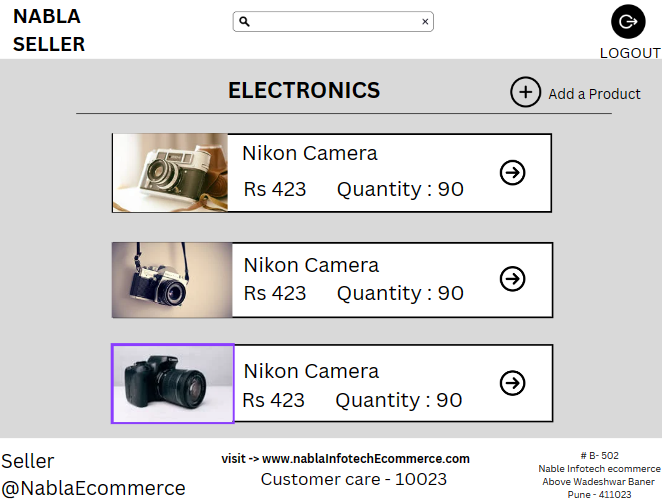 NABLA
SELLER
LOGOUT
ELECTRONICS
Add a Product
Nikon Camera
Rs 423 Quantity : 90
Nikon Camera
Rs 423 Quantity : 90
Nikon Camera
Rs 423 Quantity : 90
Seller
@NablaEcommerce
visit -> www.nablaInfotechEcommerce.com
Customer care - 10023
# B- 502
Nable Infotech ecommerce
Above Wadeshwar Baner
Pune - 411023